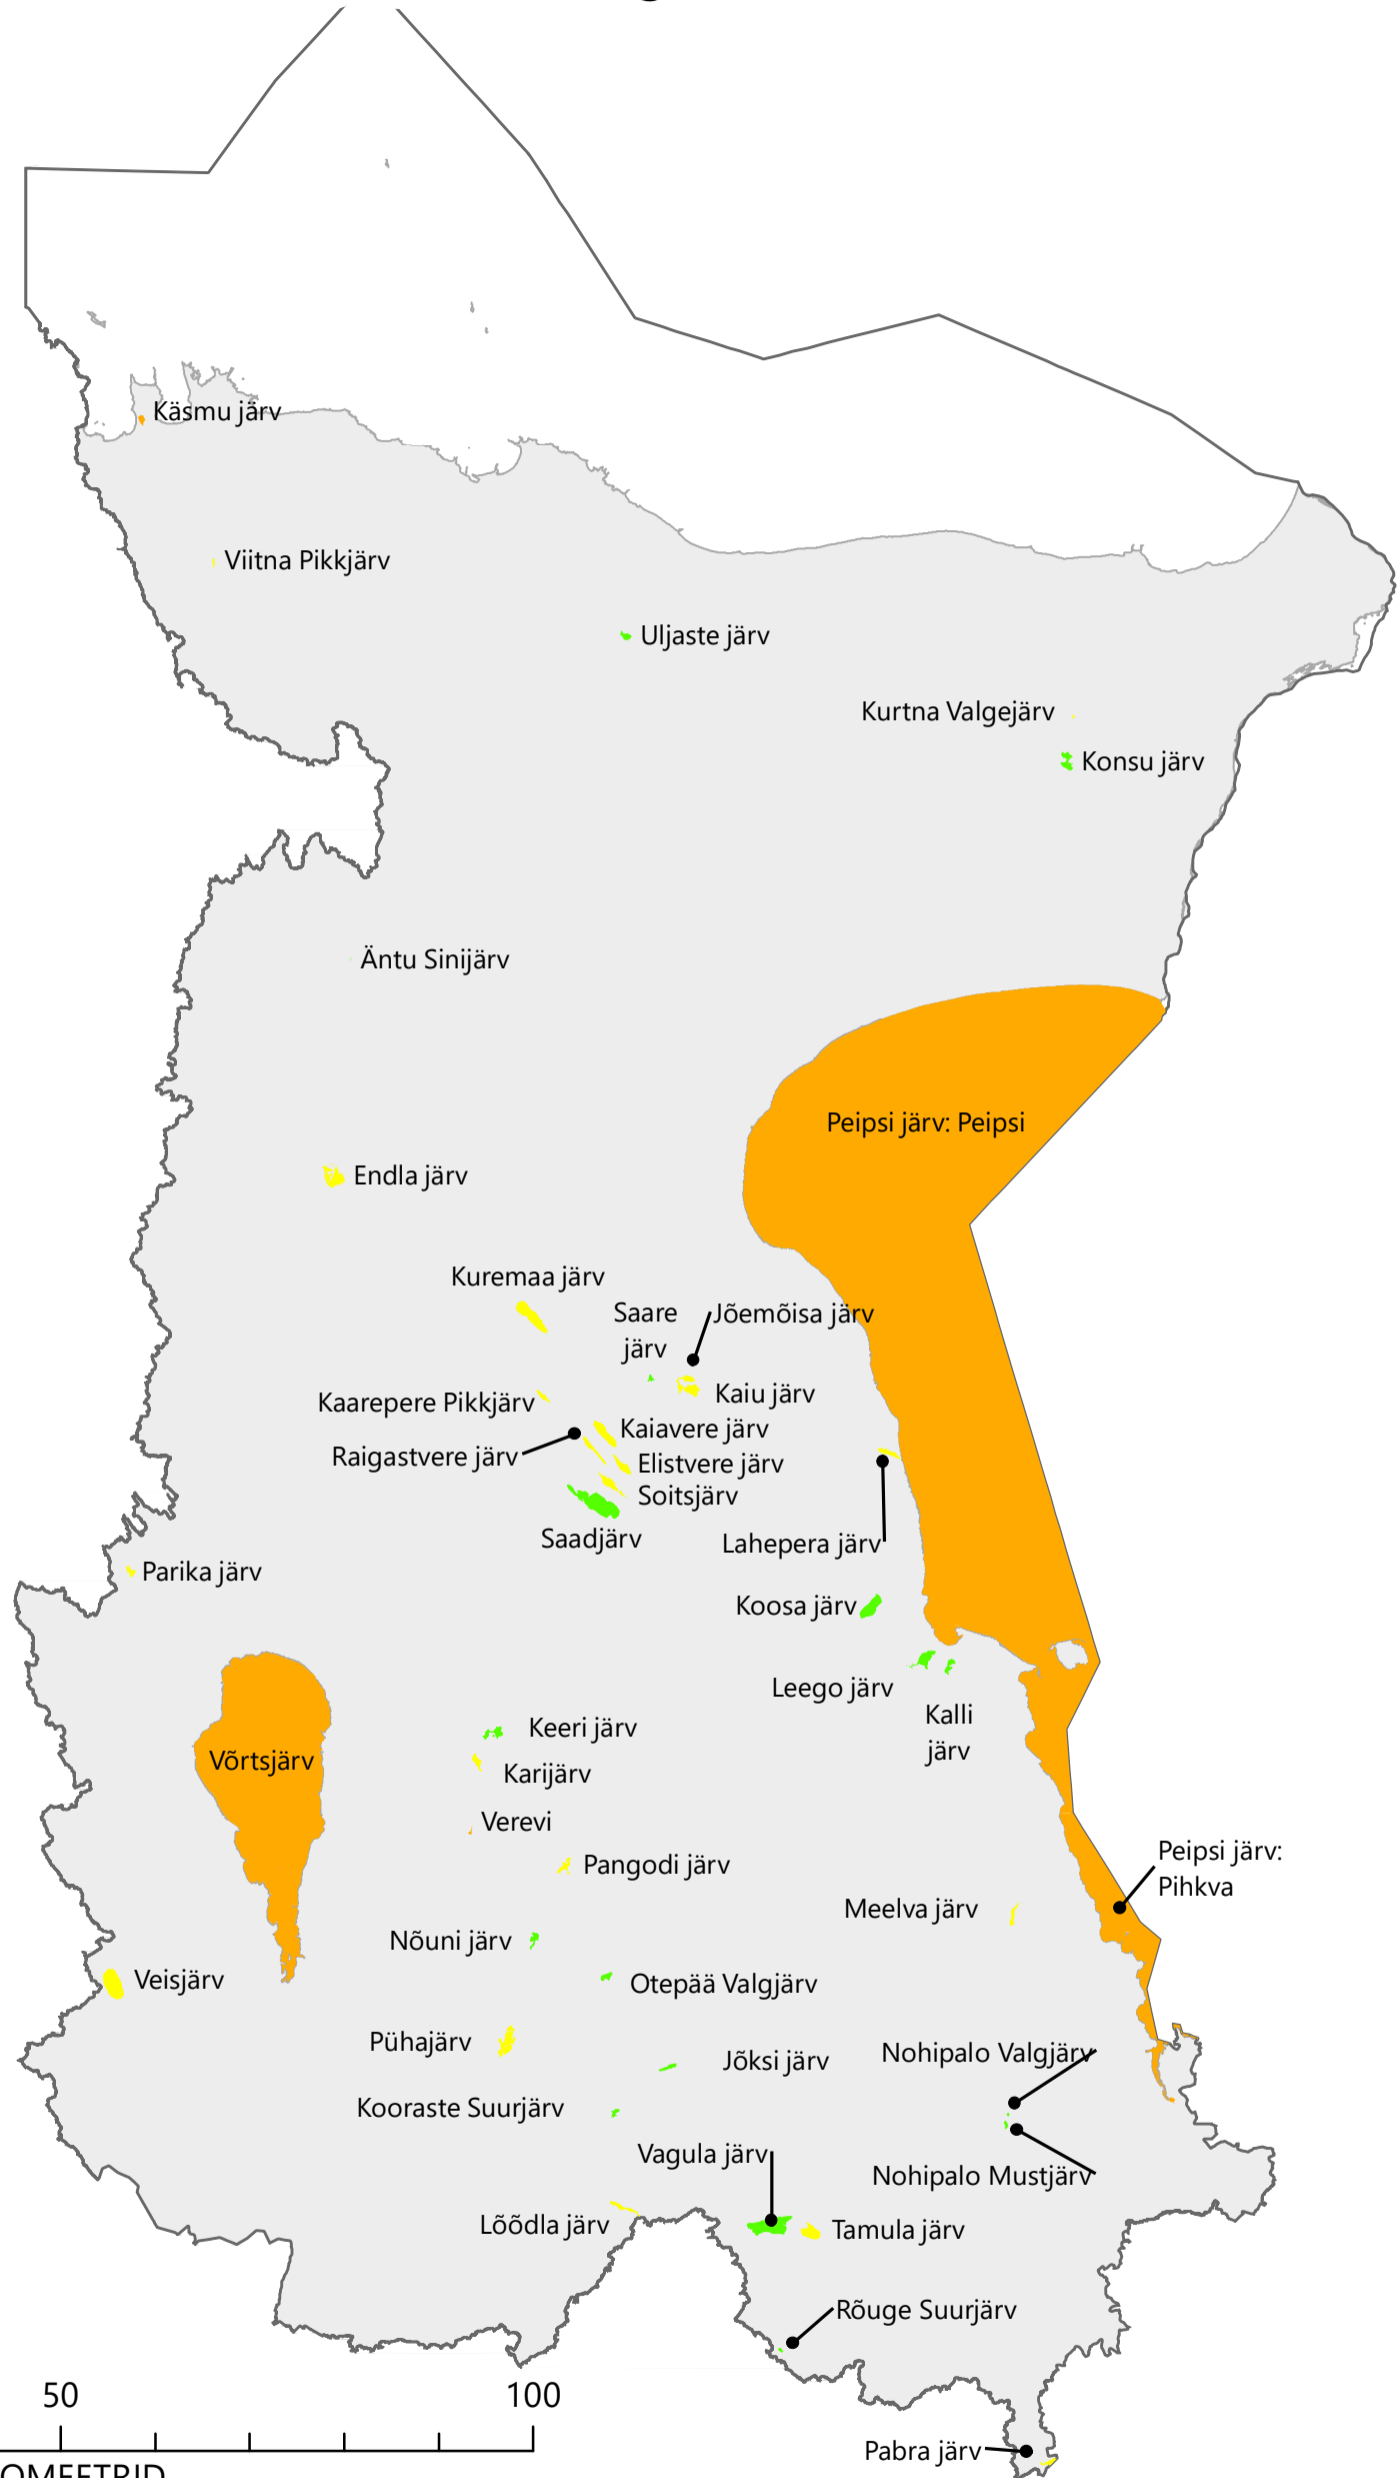 Käsmu järv
Viitna Pikkjärv
Uljaste järv
Kurtna Valgejärv
Konsu järv
Äntu Sinijärv
Peipsi järv: Peipsi
Endla järv
Kuremaa järv
Saare
järv
Jõemõisa järv
Kaiu järv
Kaarepere Pikkjärv
Kaiavere järv
Raigastvere järv
Elistvere järv
Soitsjärv
Saadjärv
Lahepera järv
Parika järv
Koosa järv
Leego järv
Kalli
järv
Keeri järv
Võrtsjärv
Karijärv
Verevi
Peipsi järv:
Pihkva
Pangodi järv
Meelva järv
Nõuni järv
Veisjärv
Otepää Valgjärv
Pühajärv
Jõksi järv
Nohipalo Valgjärv
Kooraste Suurjärv
Vagula järv
Nohipalo Mustjärv
Lõõdla järv
Tamula järv
Rõuge Suurjärv
50 100
Pabra järv